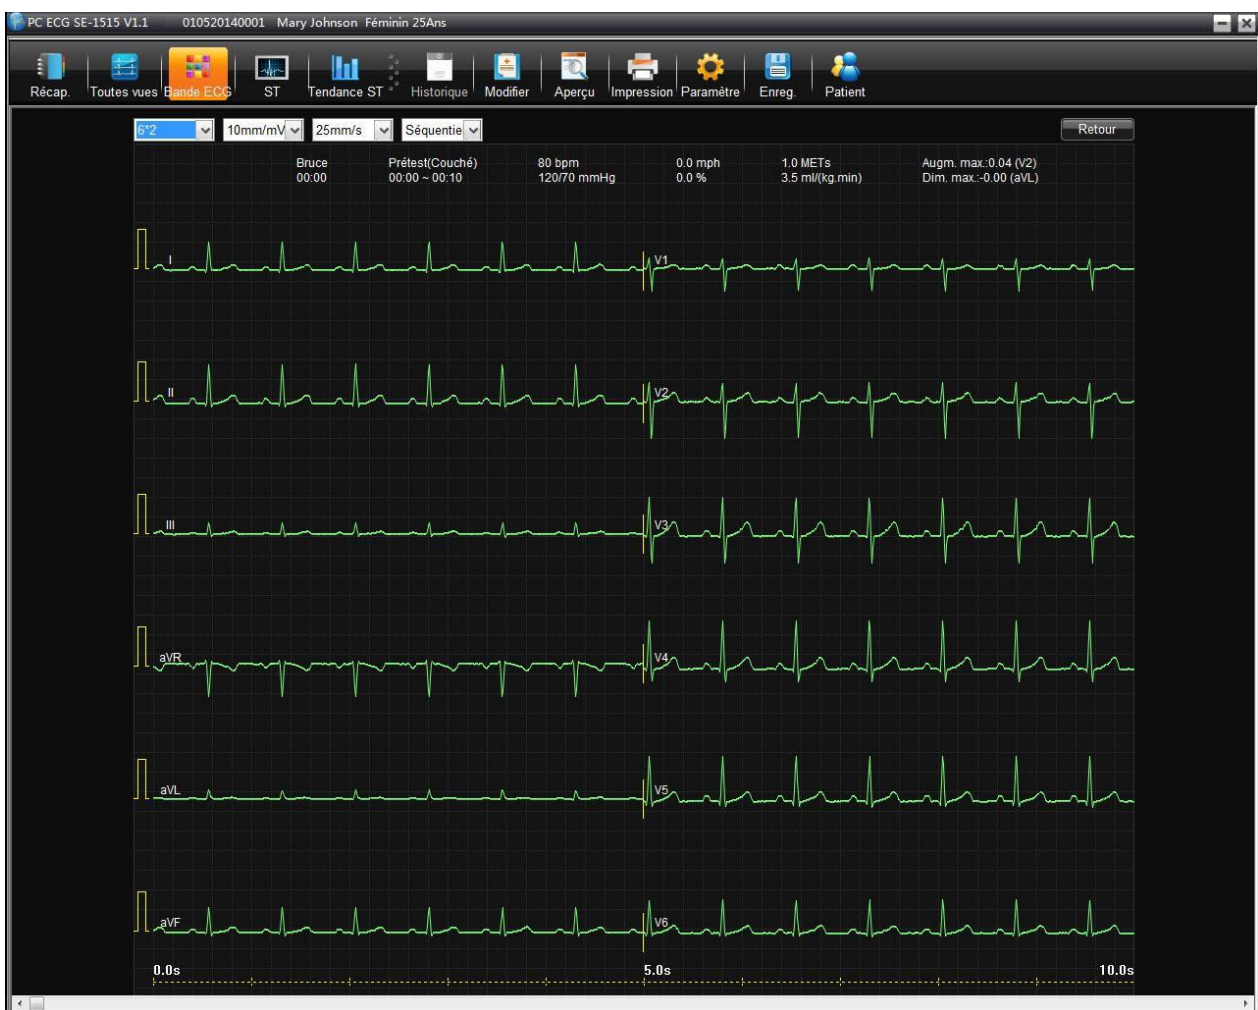 PC ECG SE-1515 V1.1 010520140001 Mary Johnson Féminin 25Ans
Récap. Toutes vues Bande ECG ST Tendance ST Historique Modifier Aperçu Impression Paramètre Enreg. Patient
6*2 10mm/mV 25mm/s Séquentie Retour
Bruce Prétest(Couché) 80 bpm 0.0 mph 1.0 METs Augm. max.:0.04 (V2)
00:00 00:00 ~ 00:10 120/70 mmHg 0.0 % 3.5 ml/(kg.min) Dim. max.:-0.00 (aVL)
I V1
II V2
III V3
aVR V4
aVL V5
aVF V6
0.0s 5.0s 10.0s